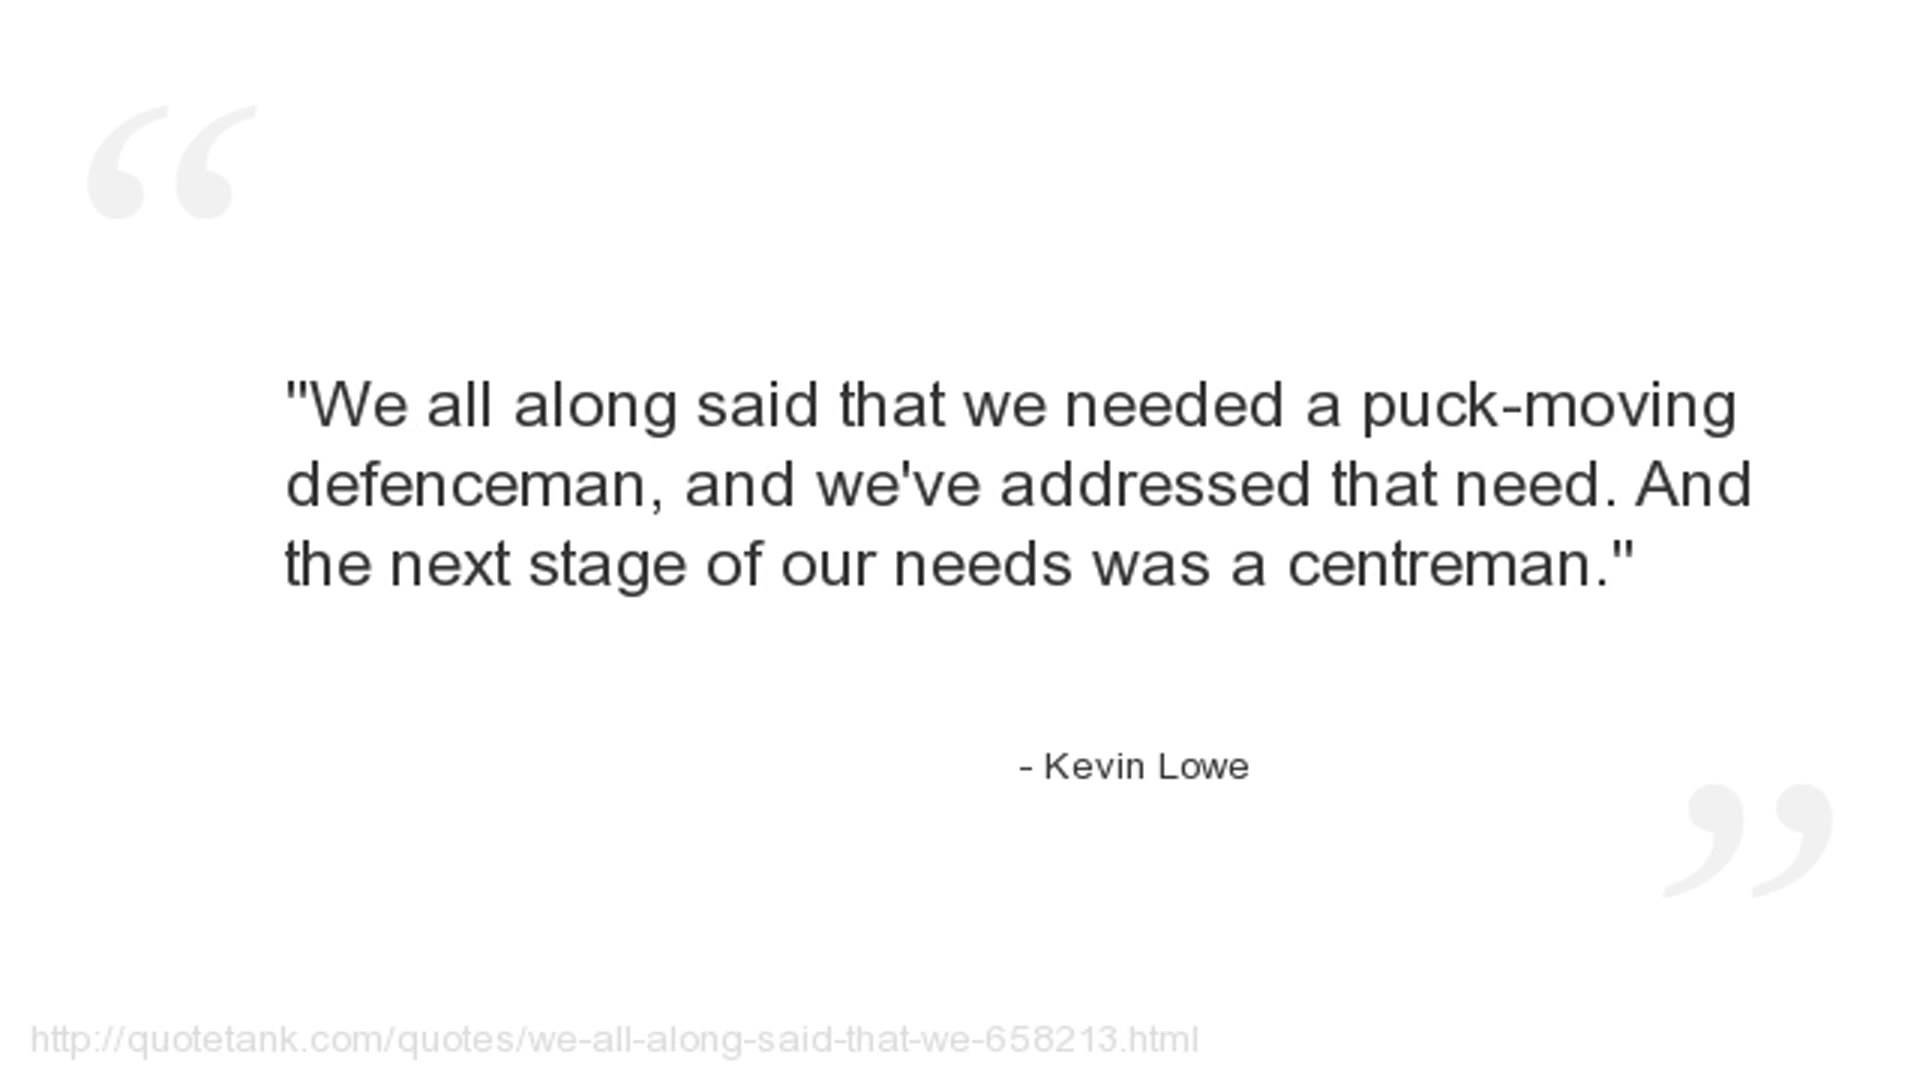 "We all along said that we needed a puck-moving
defenceman, and we've addressed that need. And
the next stage of our needs was a centreman."
- Kevin Lowe
http://quotetank.com/quotes/we-all-along-said-that-we-658213.html